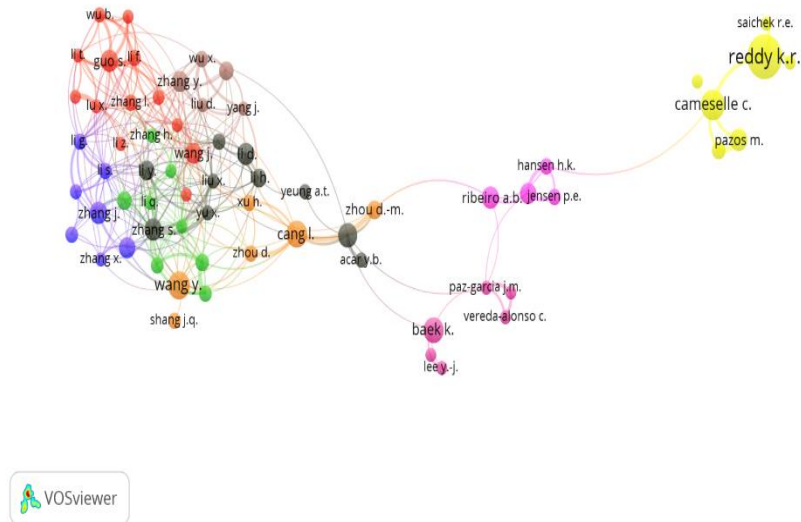 saichek r.e.
wu b.
reddy k.r.
li t.
li f.
guo s.
wu x.
zhang y.
cameselle c.
lu x.
zhang l.
liu d.
yang j.
zhang h.
li g.
li z.
pazos m.
wang j.
li d.
hansen h.k.
li s.
li y.
liu x.
li h.
yeung a.t.
jensen p.e.
ribeiro a.b.
li q.
xu h.
zhou d.-m.
zhang j.
yu x.
zhang s.
cang l.
zhou d.
acar y.b.
zhang x.
wang y.
paz-garcia j.m.
vereda-alonso c.
shang j.q.
baek k.
lee y.-j.
VOSviewer